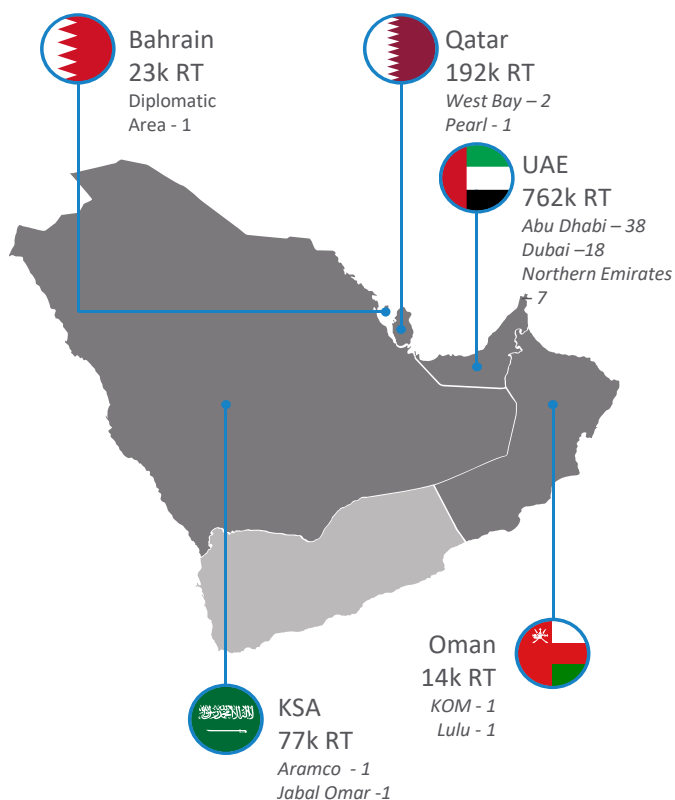 Bahrain
23k RT
Diplomatic
Area - 1
Qatar
192k RT
West Bay – 2
Pearl - 1
UAE
762k RT
Abu Dhabi – 38
Dubai –18
Northern Emirates
- 7
Oman
14k RT
KOM - 1
Lulu - 1
KSA
77k RT
Aramco - 1
Jabal Omar -1